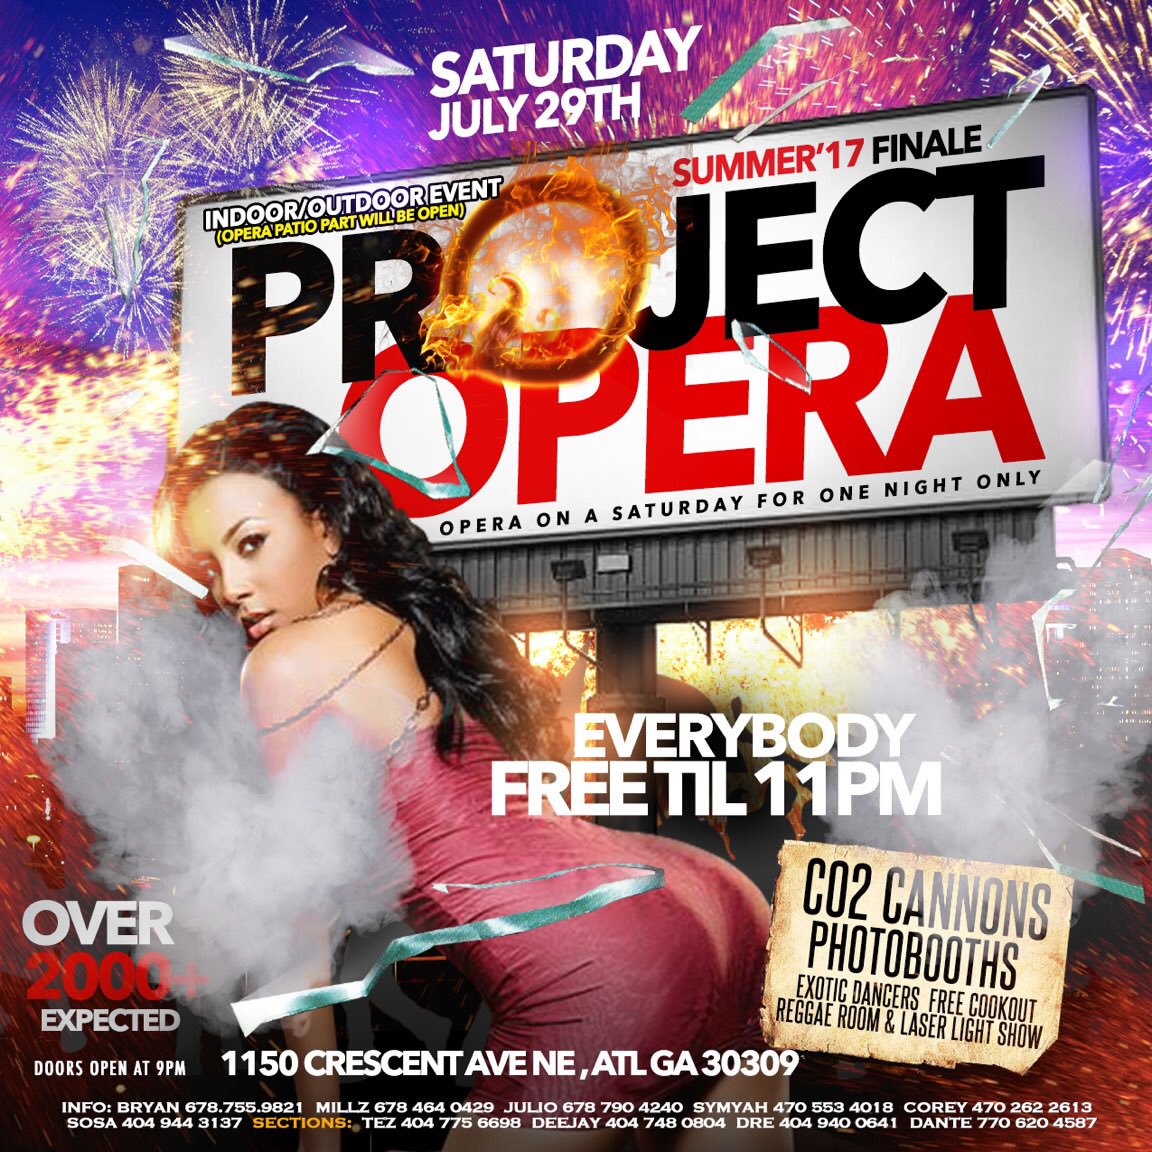 SATURDAY
JULY 29TH
SUMMER'17 FINALE
INDOOR/OUTDOOR EVENT
(OPERA PATIO PART WILL BE OPEN)
PROJECT
OPERA
OPERA ON A SATURDAY FOR ONE NIGHT ONLY
EVERYBODY
FREE TIL 11PM
CO2 CANNONS
PHOTOBOOTHS
EXOTIC DANCERS FREE COOKOUT
REGGAE ROOM & LASER LIGHT SHOW
OVER
2000+
EXPECTED
DOORS OPEN AT 9PM
1150 CRESCENT AVE NE , ATL GA 30309
INFO: BRYAN 678.755.9821 MILLZ 678 464 0429 JULIO 678 790 4240 SYMYAH 470 553 4018 COREY 470 262 2613
SOSA 404 944 3137 SECTIONS: TEZ 404 775 6698 DEEJAY 404 748 0804 DRE 404 940 0641 DANTE 770 620 4587